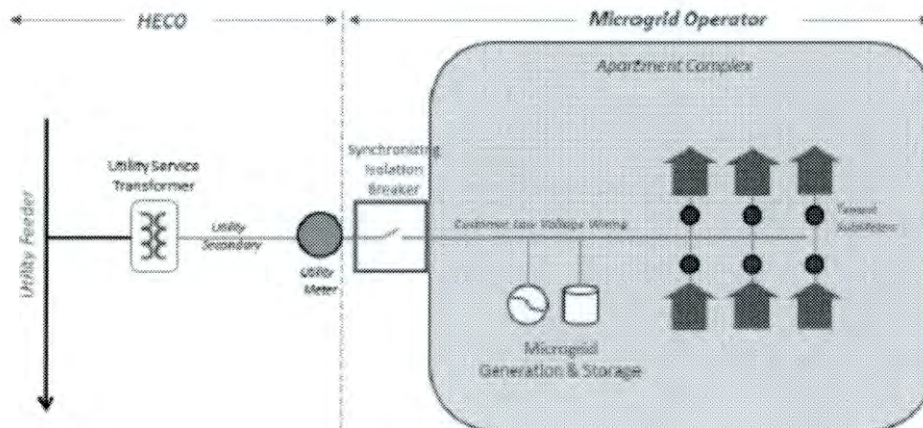 HECO
Microgrid Operator
Apartment Complex
Synchronizing
Isolation
Breaker
Utility Service
Transformer
Utility Feeder
Utility
Secondary
Utility
Meter
Customer Low Voltage Wiring
Tenant
Submeters
Microgrid
Generation & Storage